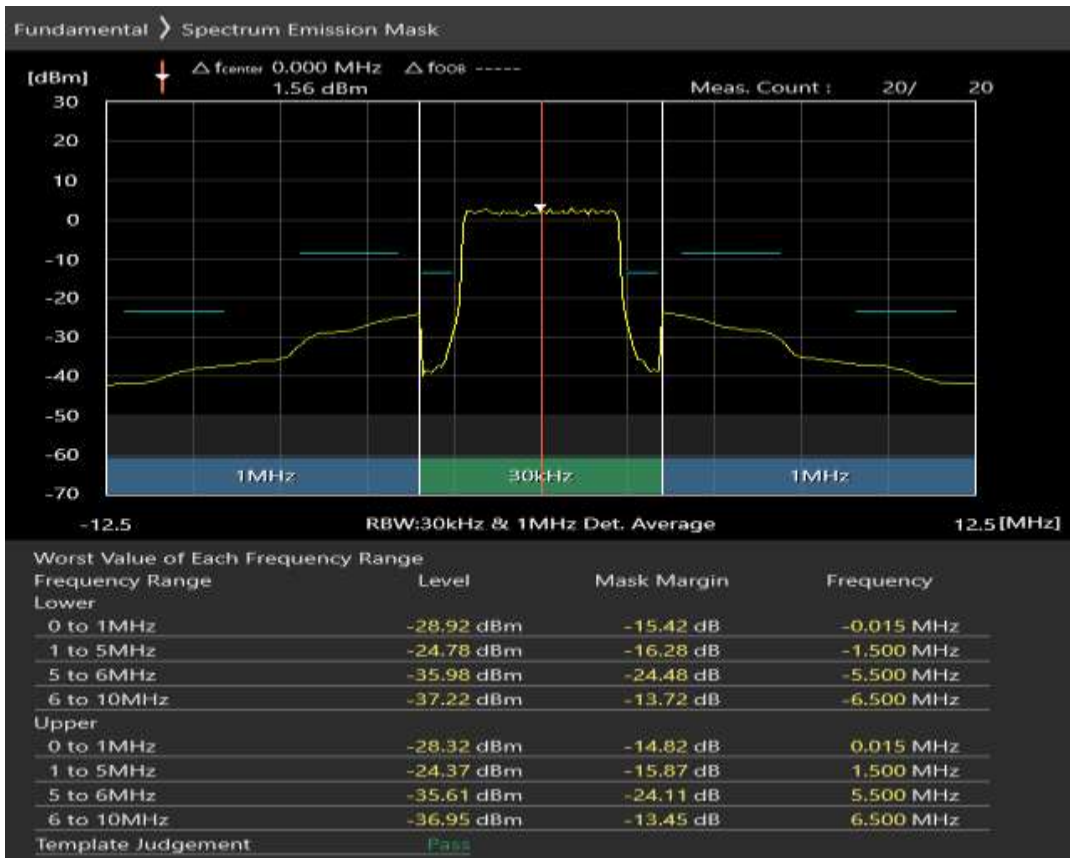 Fundamental ❭ Spectrum Emission Mask
[dBm] △ fcenter 0.000 MHz △ fOOB -----
1.56 dBm Meas. Count : 20/ 20
30
20
10
0
-10
-20
-30
-40
-50
-60
-70
1MHz 30kHz 1MHz
-12.5 RBW:30kHz & 1MHz Det. Average 12.5 [MHz]
Worst Value of Each Frequency Range
Frequency Range Level Mask Margin Frequency
Lower
0 to 1MHz -28.92 dBm -15.42 dB -0.015 MHz
1 to 5MHz -24.78 dBm -16.28 dB -1.500 MHz
5 to 6MHz -35.98 dBm -24.48 dB -5.500 MHz
6 to 10MHz -37.22 dBm -13.72 dB -6.500 MHz
Upper
0 to 1MHz -28.32 dBm -14.82 dB 0.015 MHz
1 to 5MHz -24.37 dBm -15.87 dB 1.500 MHz
5 to 6MHz -35.61 dBm -24.11 dB 5.500 MHz
6 to 10MHz -36.95 dBm -13.45 dB 6.500 MHz
Template Judgement Pass